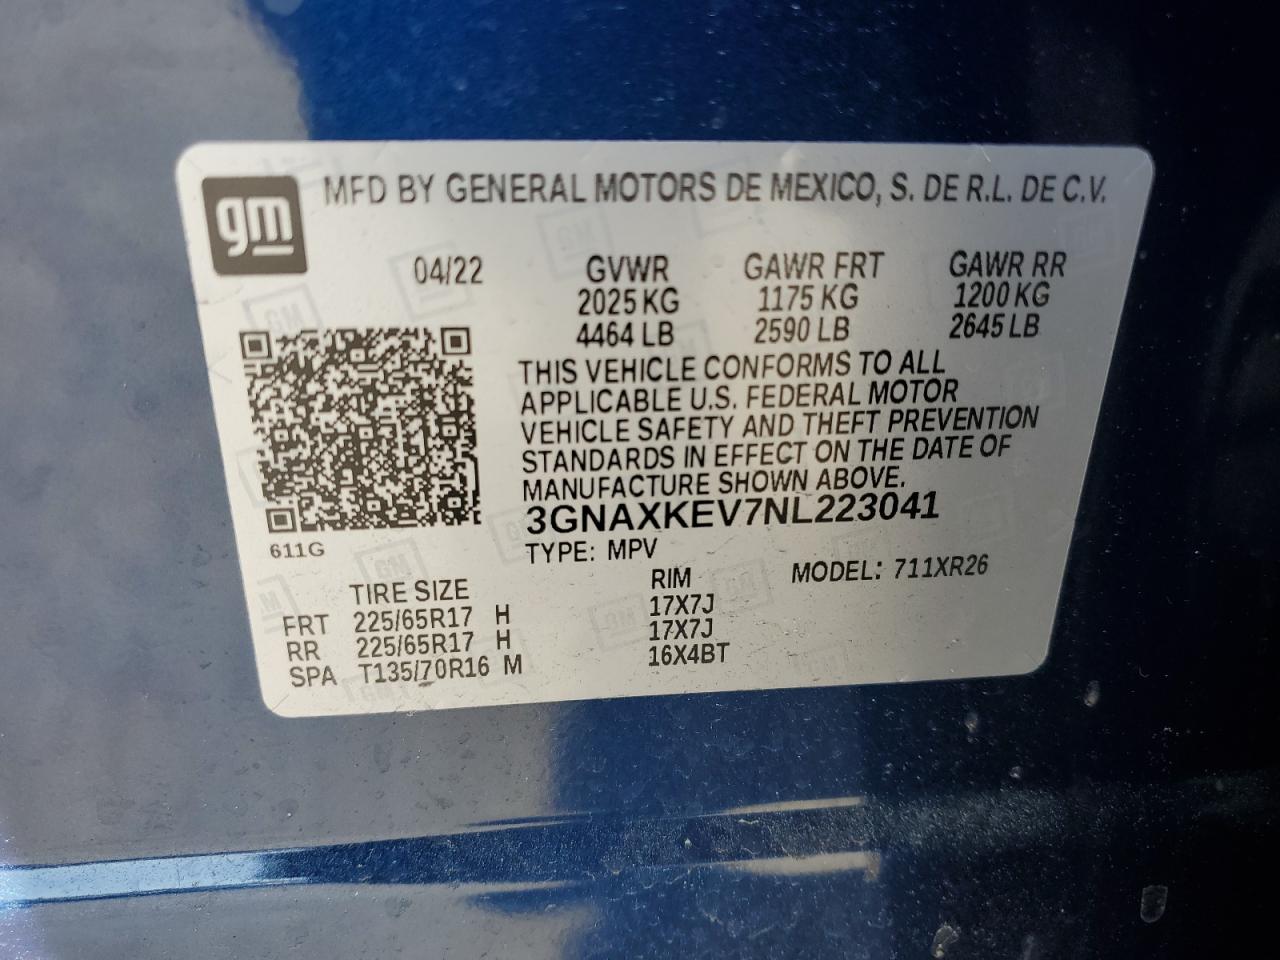 gm
MFD BY GENERAL MOTORS DE MEXICO, S. DE R.L. DE C.V.
04/22
GVWR GAWR FRT GAWR RR
2025 KG 1175 KG 1200 KG
4464 LB 2590 LB 2645 LB
THIS VEHICLE CONFORMS TO ALL
APPLICABLE U.S. FEDERAL MOTOR
VEHICLE SAFETY AND THEFT PREVENTION
STANDARDS IN EFFECT ON THE DATE OF
MANUFACTURE SHOWN ABOVE.
3GNAXKEV7NL223041
611G
TYPE: MPV
MODEL: 711XR26
TIRE SIZE RIM
FRT 225/65R17 H 17X7J
RR 225/65R17 H 17X7J
SPA T135/70R16 M 16X4BT